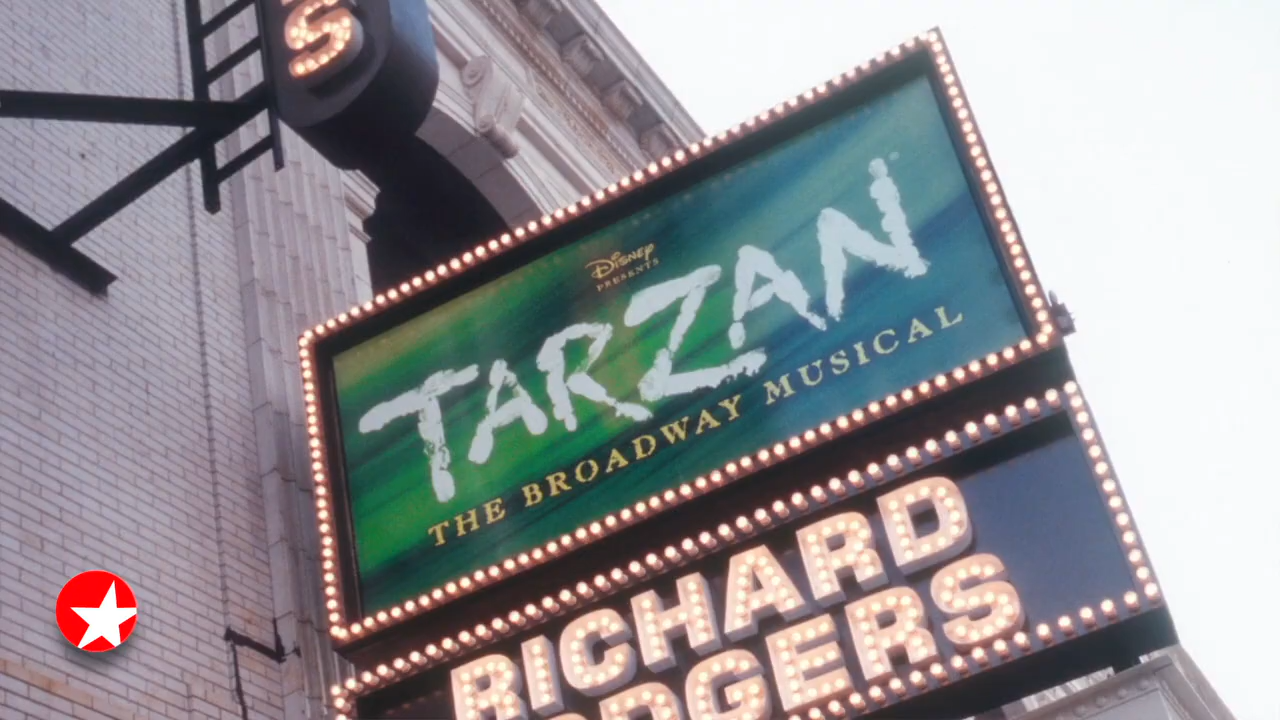 S
Disney
PRESENTS
TARZAN
THE BROADWAY MUSICAL
RICHARD
RODGERS